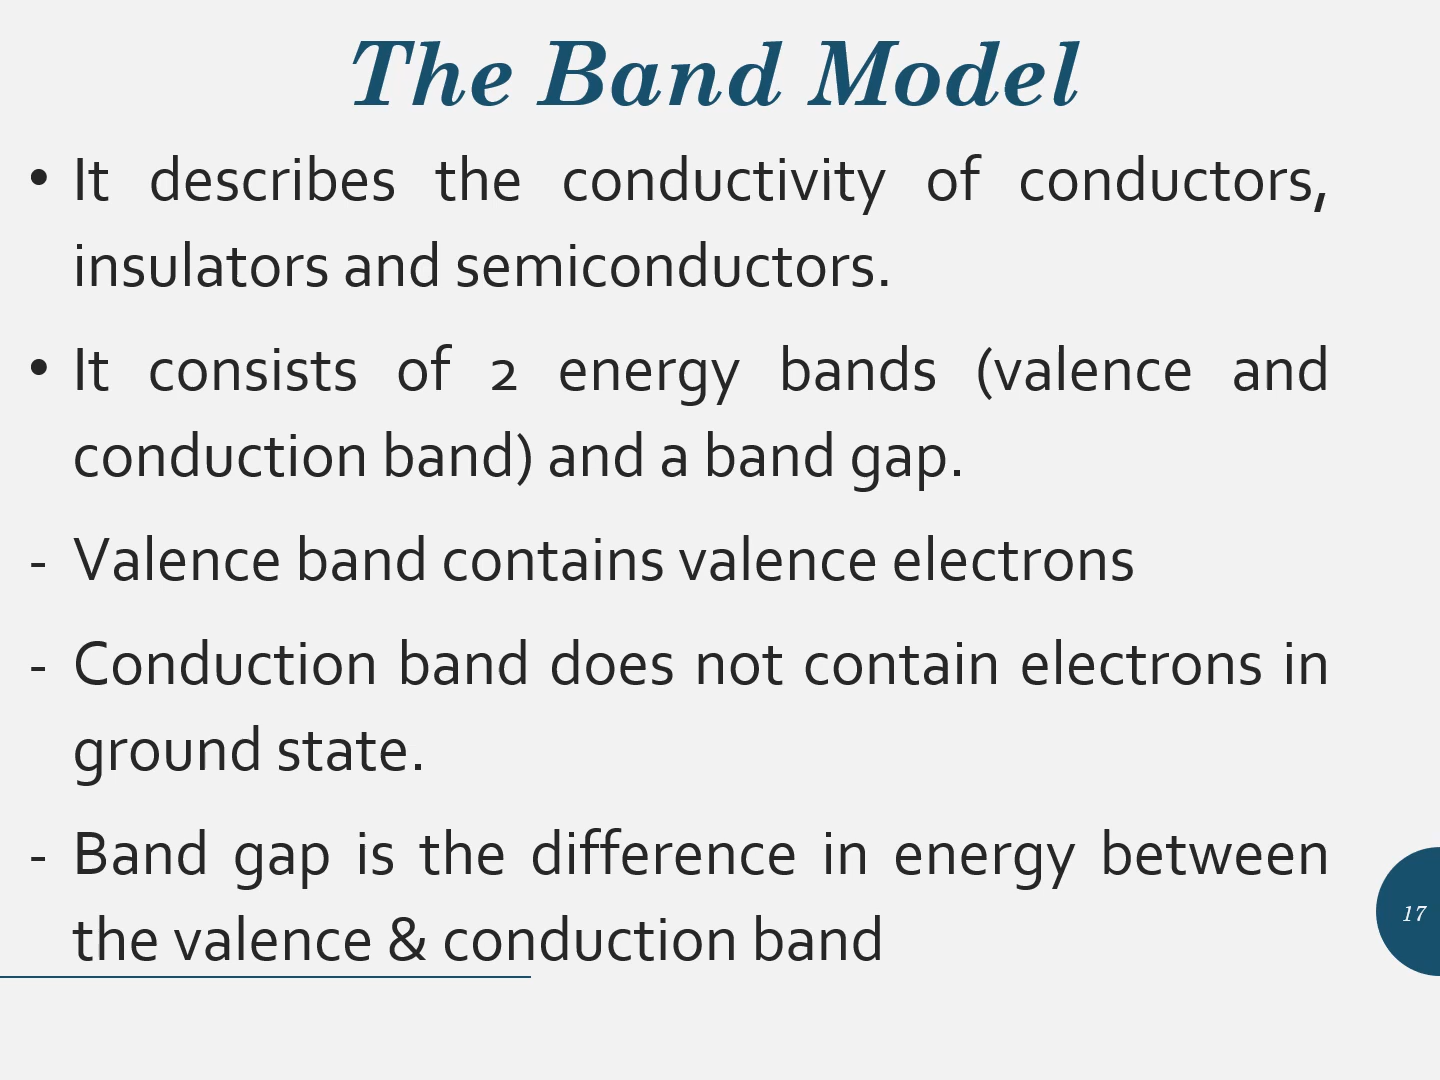 The Band Model
• It describes the conductivity of conductors,
insulators and semiconductors.
• It consists of 2 energy bands (valence and
conduction band) and a band gap.
- Valence band contains valence electrons
- Conduction band does not contain electrons in
ground state.
- Band gap is the difference in energy between
the valence & conduction band
17